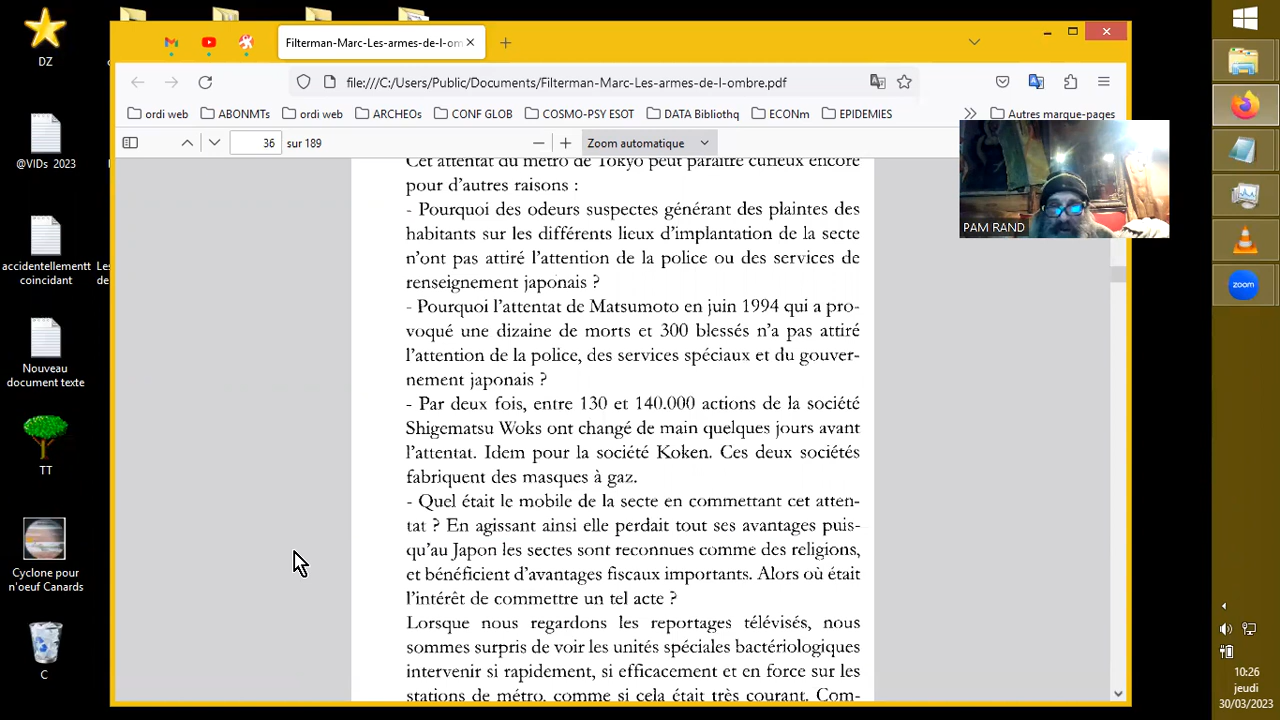 DZ
@VIDs 2023
accidentellementt
coincidant
Nouveau
document texte
TT
Cyclone pour
n'oeuf Canards
C
Filterman-Marc-Les-armes-de-l-om
file:///C:/Users/Public/Documents/Filterman-Marc-Les-armes-de-l-ombre.pdf
ordi web
ABONMTs
ordi web
ARCHEOs
CONF GLOB
COSMO-PSY ESOT
DATA Bibliothq
ECONm
EPIDEMIES
Autres marque-pages
36 sur 189
Zoom automatique
Cet attentat du métro de Tokyo peut paraître curieux encore
pour d'autres raisons :
- Pourquoi des odeurs suspectes générant des plaintes des
habitants sur les différents lieux d'implantation de la secte
n'ont pas attiré l'attention de la police ou des services de
renseignement japonais ?
- Pourquoi l'attentat de Matsumoto en juin 1994 qui a pro-
voqué une dizaine de morts et 300 blessés n'a pas attiré
l'attention de la police, des services spéciaux et du gouver-
nement japonais ?
- Par deux fois, entre 130 et 140.000 actions de la société
Shigematsu Woks ont changé de main quelques jours avant
l'attentat. Idem pour la société Koken. Ces deux sociétés
fabriquent des masques à gaz.
- Quel était le mobile de la secte en commettant cet atten-
tat ? En agissant ainsi elle perdait tout ses avantages puis-
qu'au Japon les sectes sont reconnues comme des religions,
et bénéficient d'avantages fiscaux importants. Alors où était
l'intérêt de commettre un tel acte ?
Lorsque nous regardons les reportages télévisés, nous
sommes surpris de voir les unités spéciales bactériologiques
intervenir si rapidement, si efficacement et en force sur les
stations de métro, comme si cela était très courant. Com-
PAM RAND
zoom
10:26
jeudi
30/03/2023